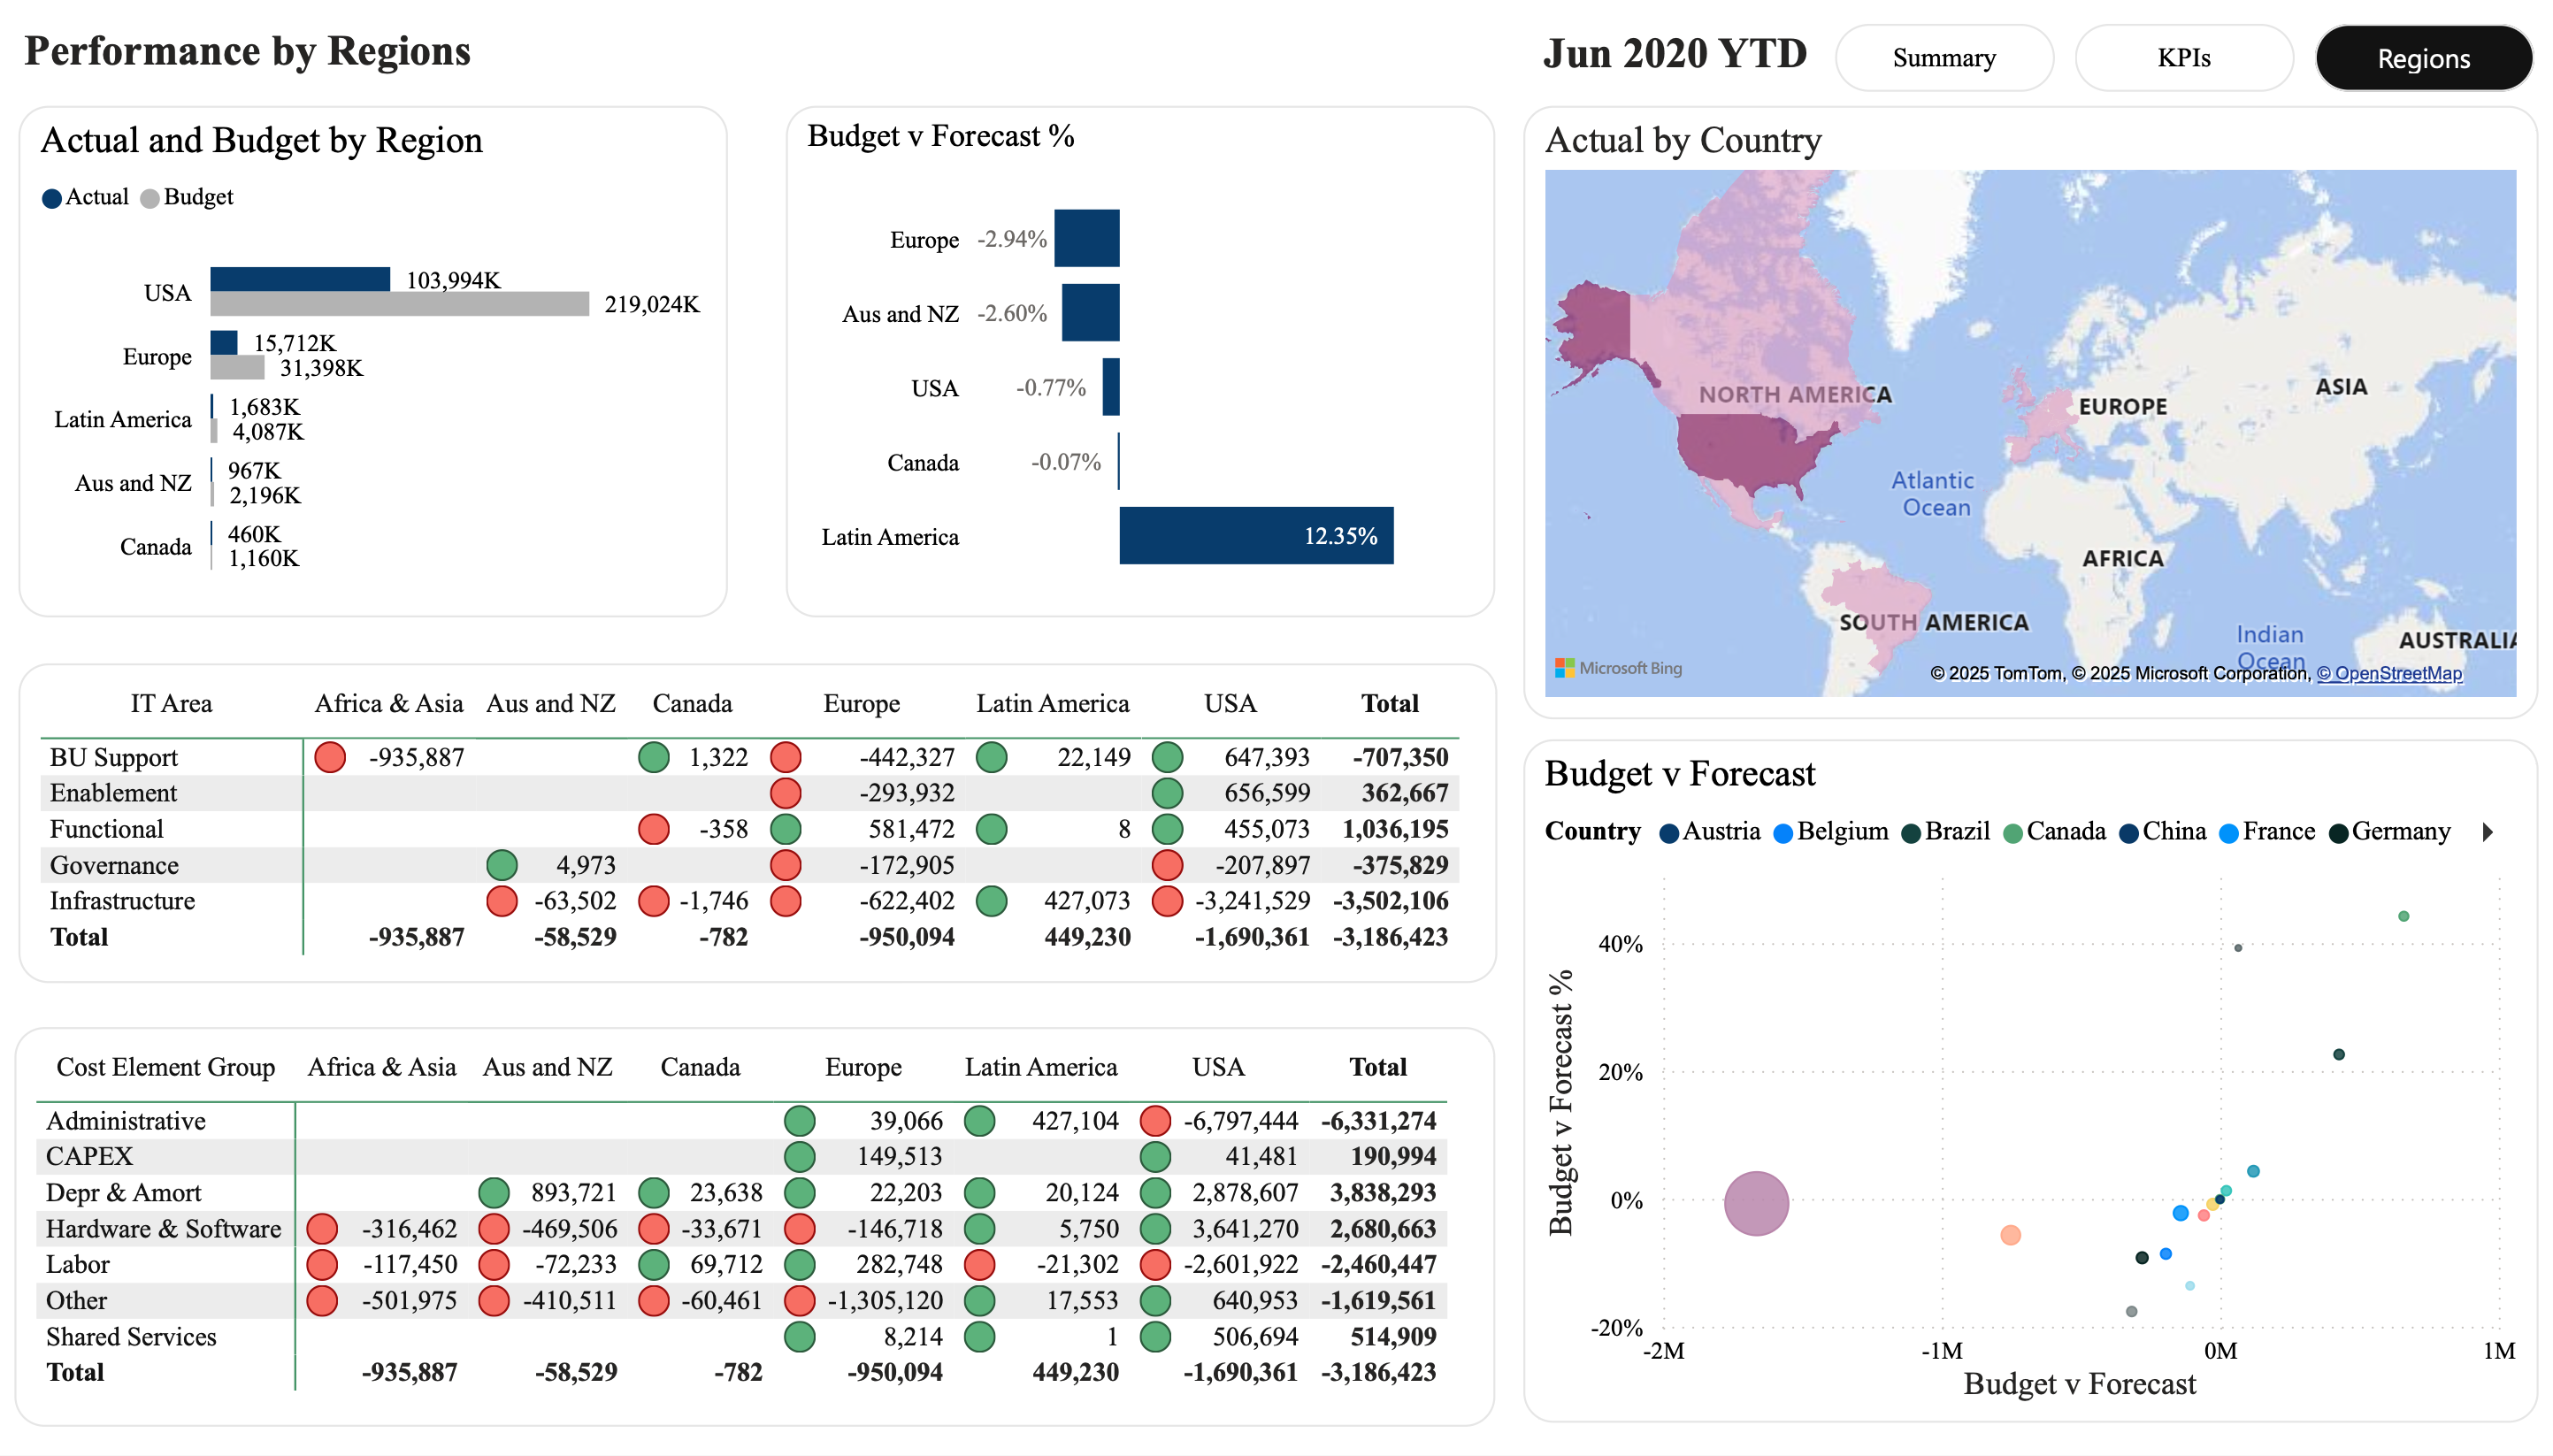 Performance by Regions
Jun 2020 YTD
Summary
KPIs
Regions
Actual and Budget by Region
Actual Budget
USA 103,994K
219,024K
Europe 15,712K
31,398K
Latin America 1,683K
4,087K
Aus and NZ 967K
2,196K
Canada 460K
1,160K
Budget v Forecast %
Europe -2.94%
Aus and NZ -2.60%
USA -0.77%
Canada -0.07%
Latin America 12.35%
Actual by Country
NORTH AMERICA
EUROPE
ASIA
Atlantic
Ocean
AFRICA
SOUTH AMERICA
Indian
Ocean
AUSTRALIA
Microsoft Bing
© 2025 TomTom, © 2025 Microsoft Corporation, © OpenStreetMap
IT Area Africa & Asia Aus and NZ Canada Europe Latin America USA Total
BU Support -935,887 1,322 -442,327 22,149 647,393 -707,350
Enablement -293,932 656,599 362,667
Functional -358 581,472 8 455,073 1,036,195
Governance 4,973 -172,905 -207,897 -375,829
Infrastructure -63,502 -1,746 -622,402 427,073 -3,241,529 -3,502,106
Total -935,887 -58,529 -782 -950,094 449,230 -1,690,361 -3,186,423
Cost Element Group Africa & Asia Aus and NZ Canada Europe Latin America USA Total
Administrative 39,066 427,104 -6,797,444 -6,331,274
CAPEX 149,513 41,481 190,994
Depr & Amort 893,721 23,638 22,203 20,124 2,878,607 3,838,293
Hardware & Software -316,462 -469,506 -33,671 -146,718 5,750 3,641,270 2,680,663
Labor -117,450 -72,233 69,712 282,748 -21,302 -2,601,922 -2,460,447
Other -501,975 -410,511 -60,461 -1,305,120 17,553 640,953 -1,619,561
Shared Services 8,214 1 506,694 514,909
Total -935,887 -58,529 -782 -950,094 449,230 -1,690,361 -3,186,423
Budget v Forecast
Country Austria Belgium Brazil Canada China France Germany
Budget v Forecast %
40%
20%
0%
-20%
-2M -1M 0M 1M
Budget v Forecast